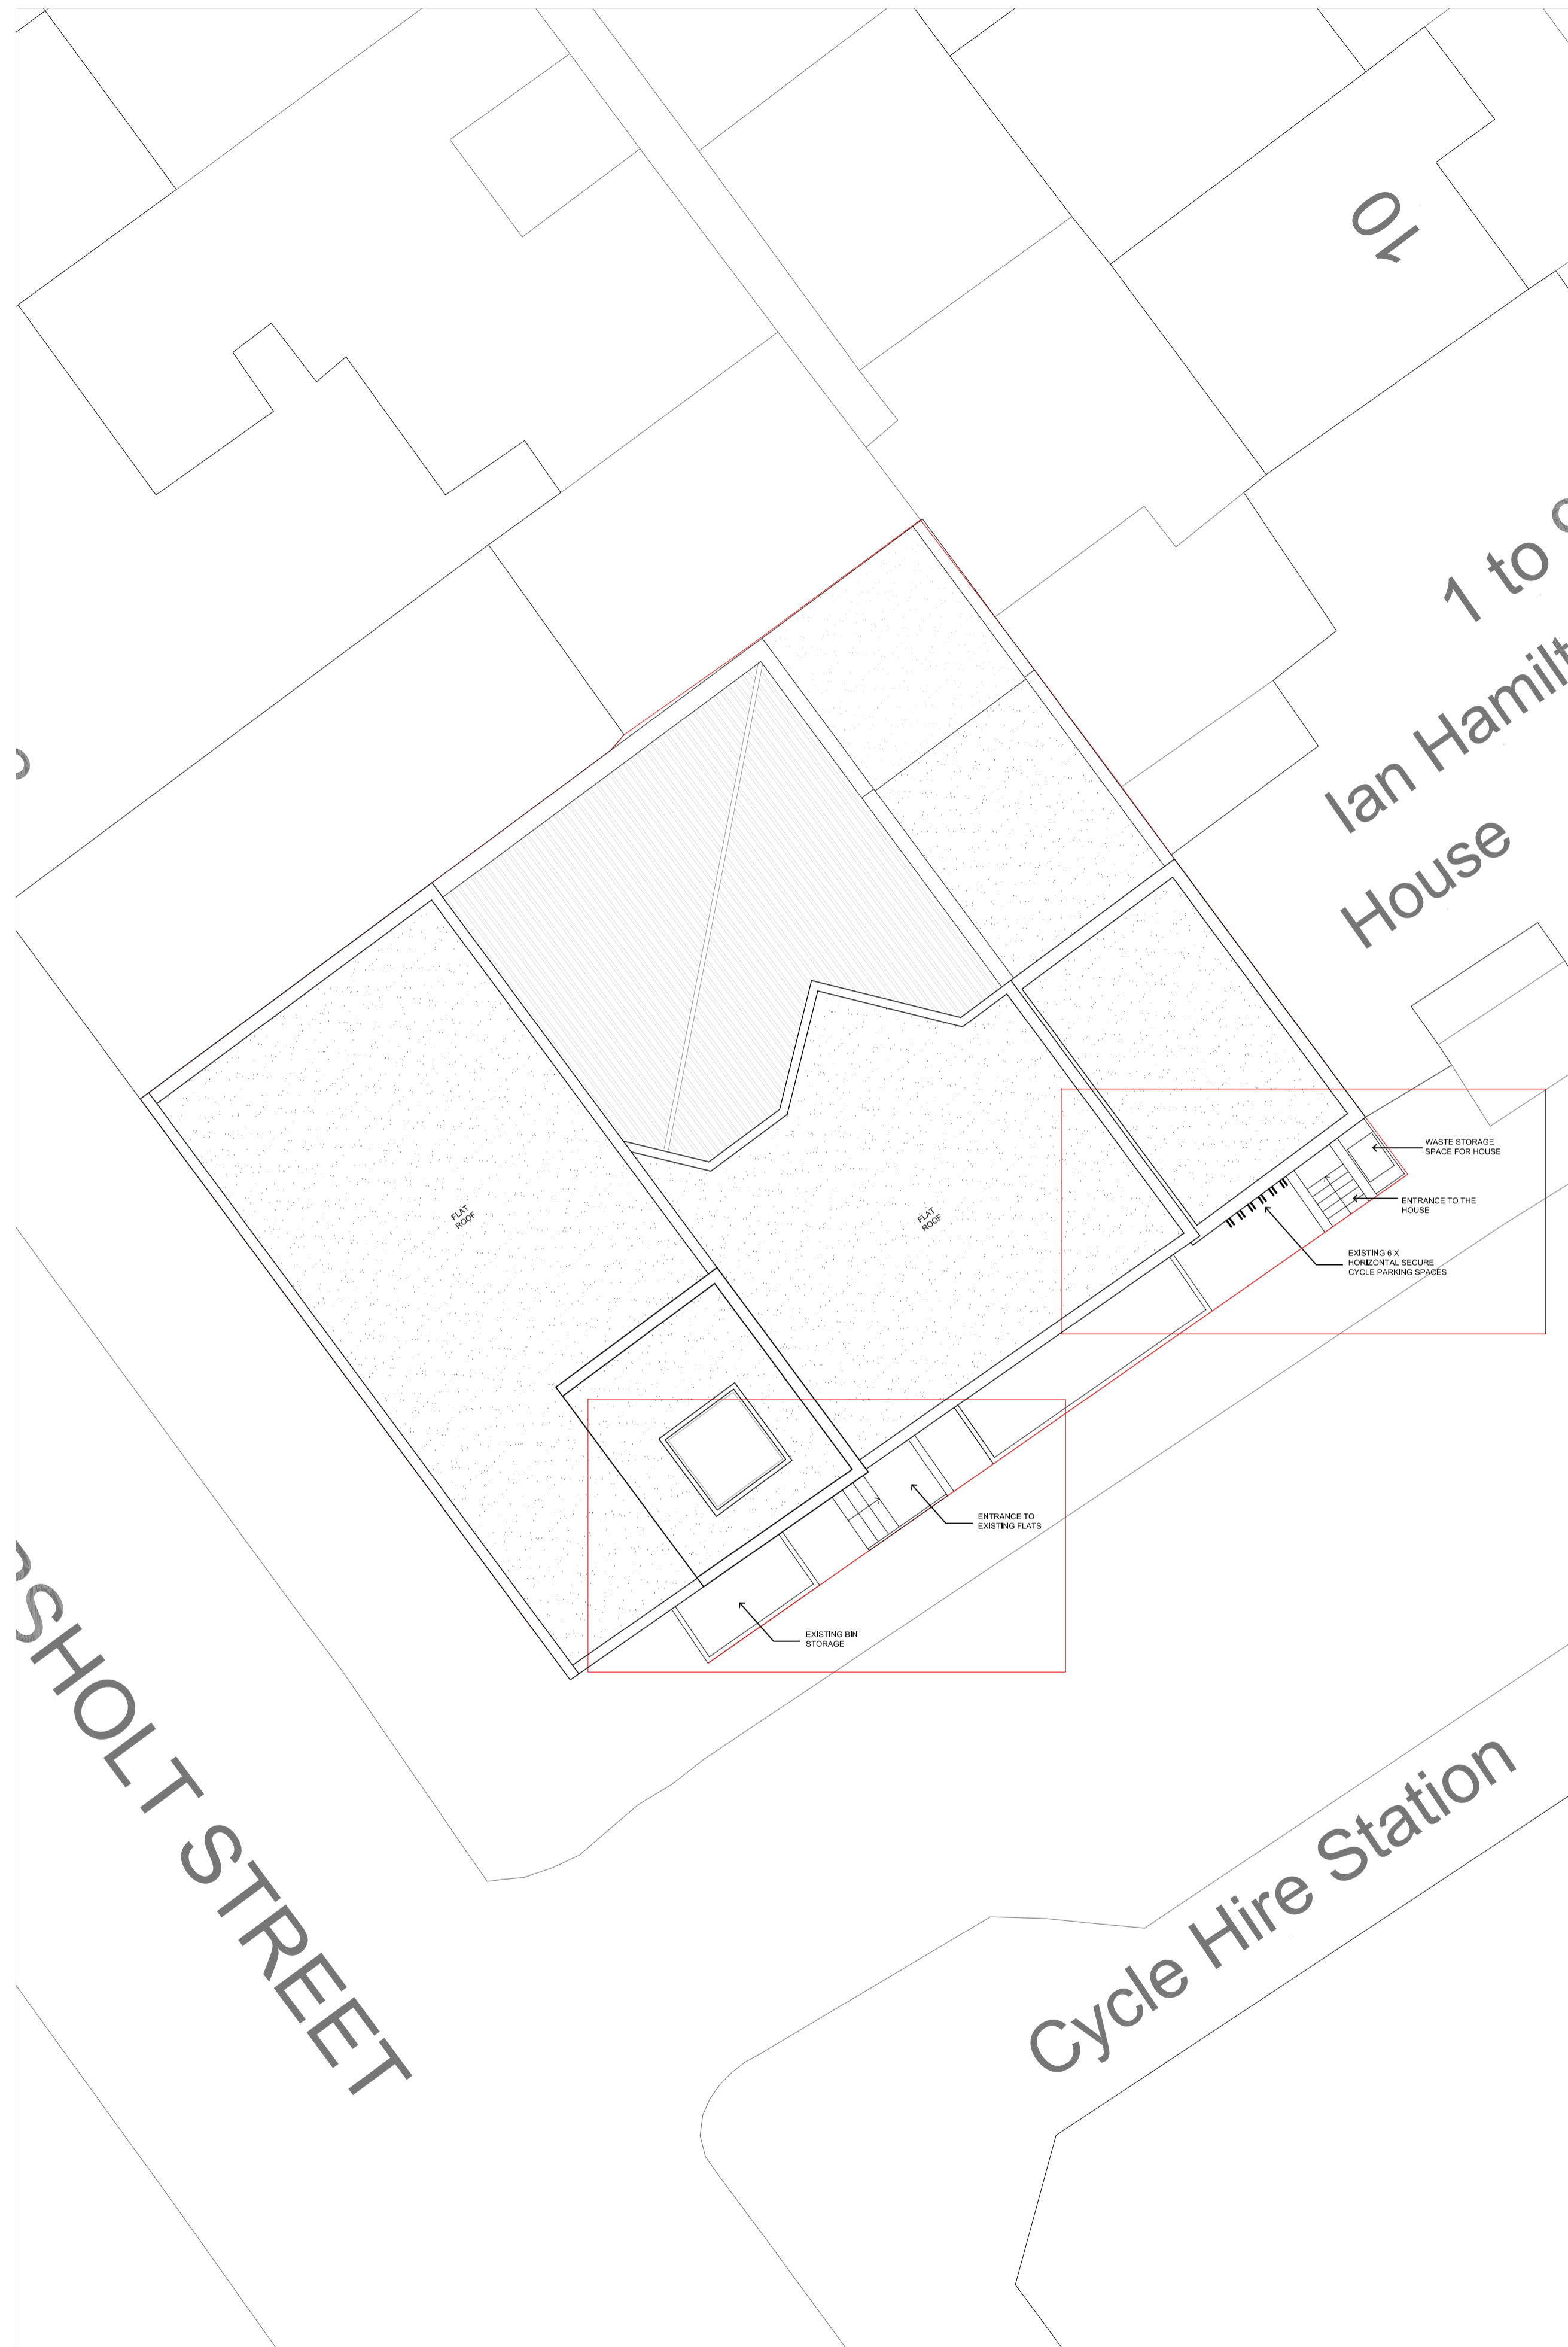 10
1 to
Ian Hamilt
House
WASTE STORAGE
SPACE FOR HOUSE
ENTRANCE TO THE
HOUSE
EXISTING 6 X
HORIZONTAL SECURE
CYCLE PARKING SPACES
FLAT
ROOF
FLAT
ROOF
ENTRANCE TO
EXISTING FLATS
EXISTING BIN
STORAGE
SHOLT STREET
Cycle Hire Station